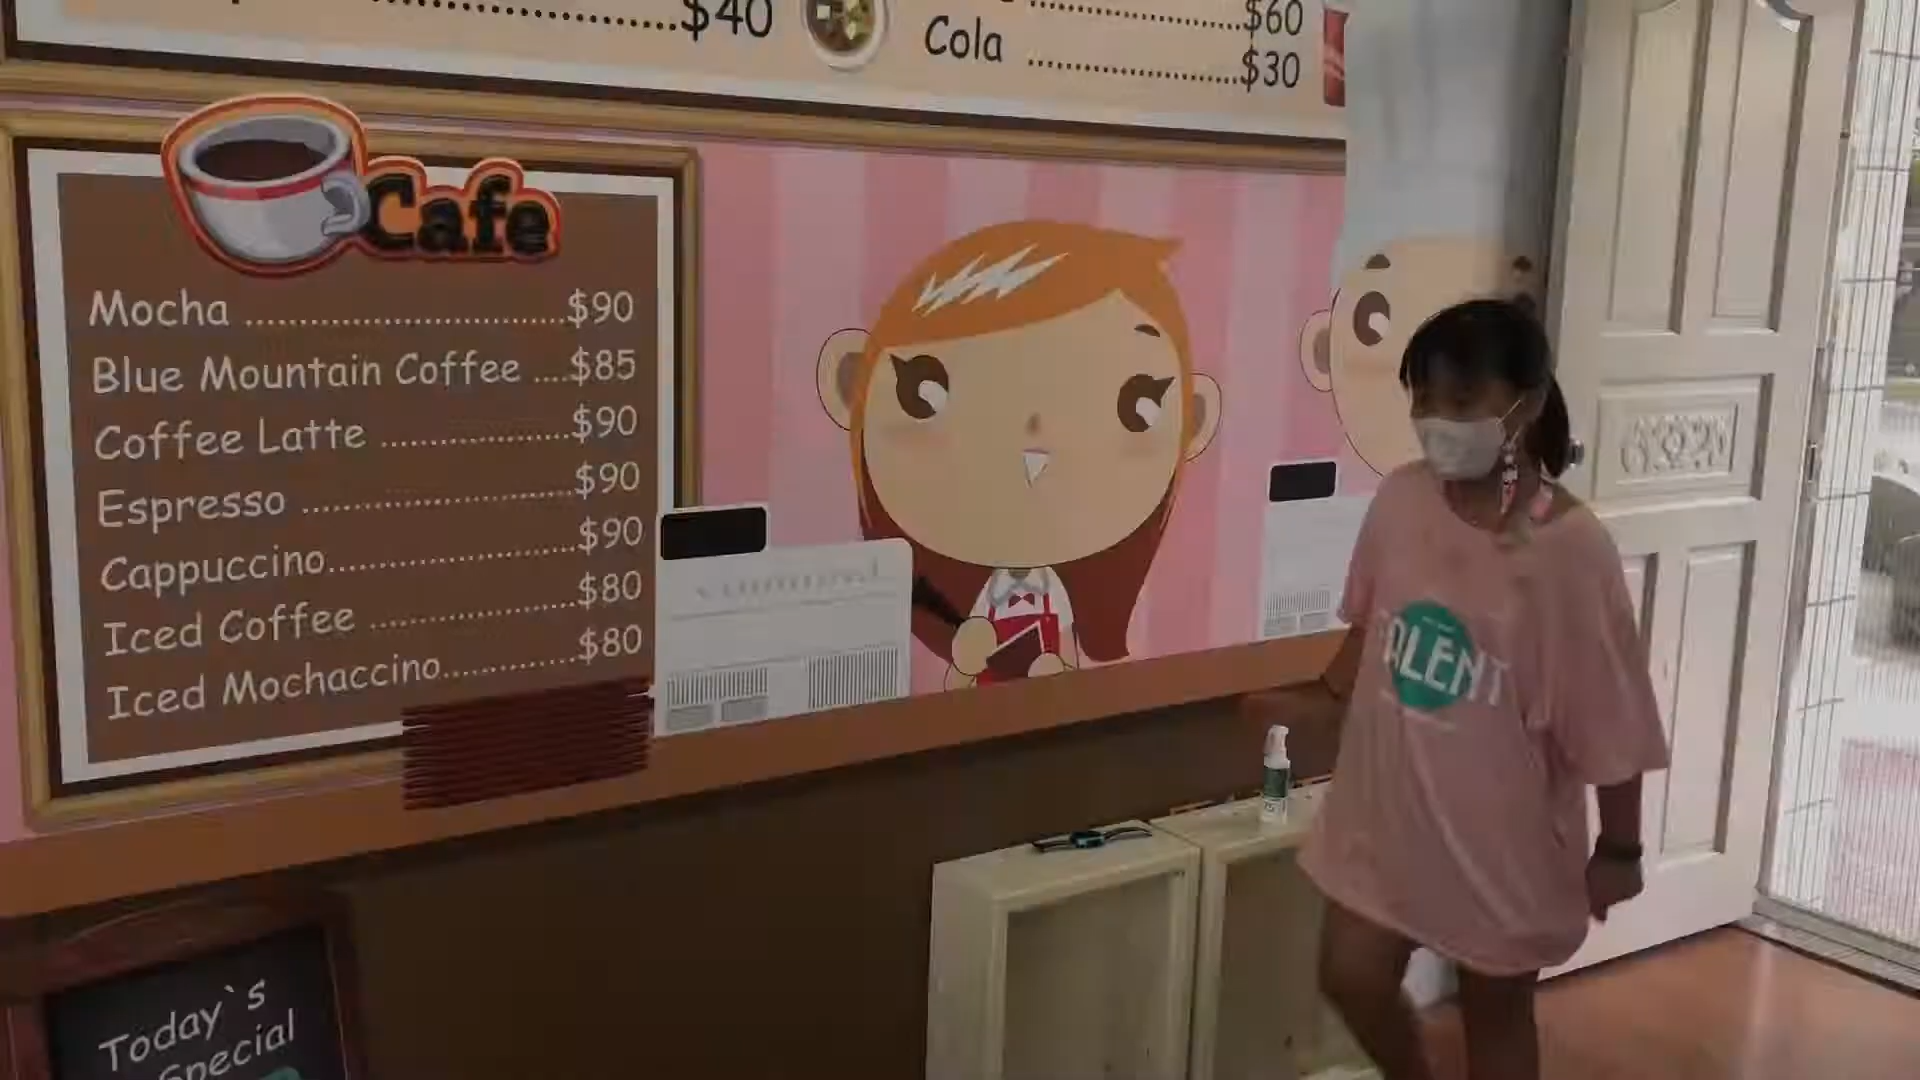 $40
$60
Cola ........................ $30
Cafe
Mocha ................................ $90
Blue Mountain Coffee .... $85
Coffee Latte ................... $90
Espresso ........................... $90
Cappuccino......................... $90
Iced Coffee ..................... $80
Iced Mochaccino............. $80
ALENT
Today`s
Special